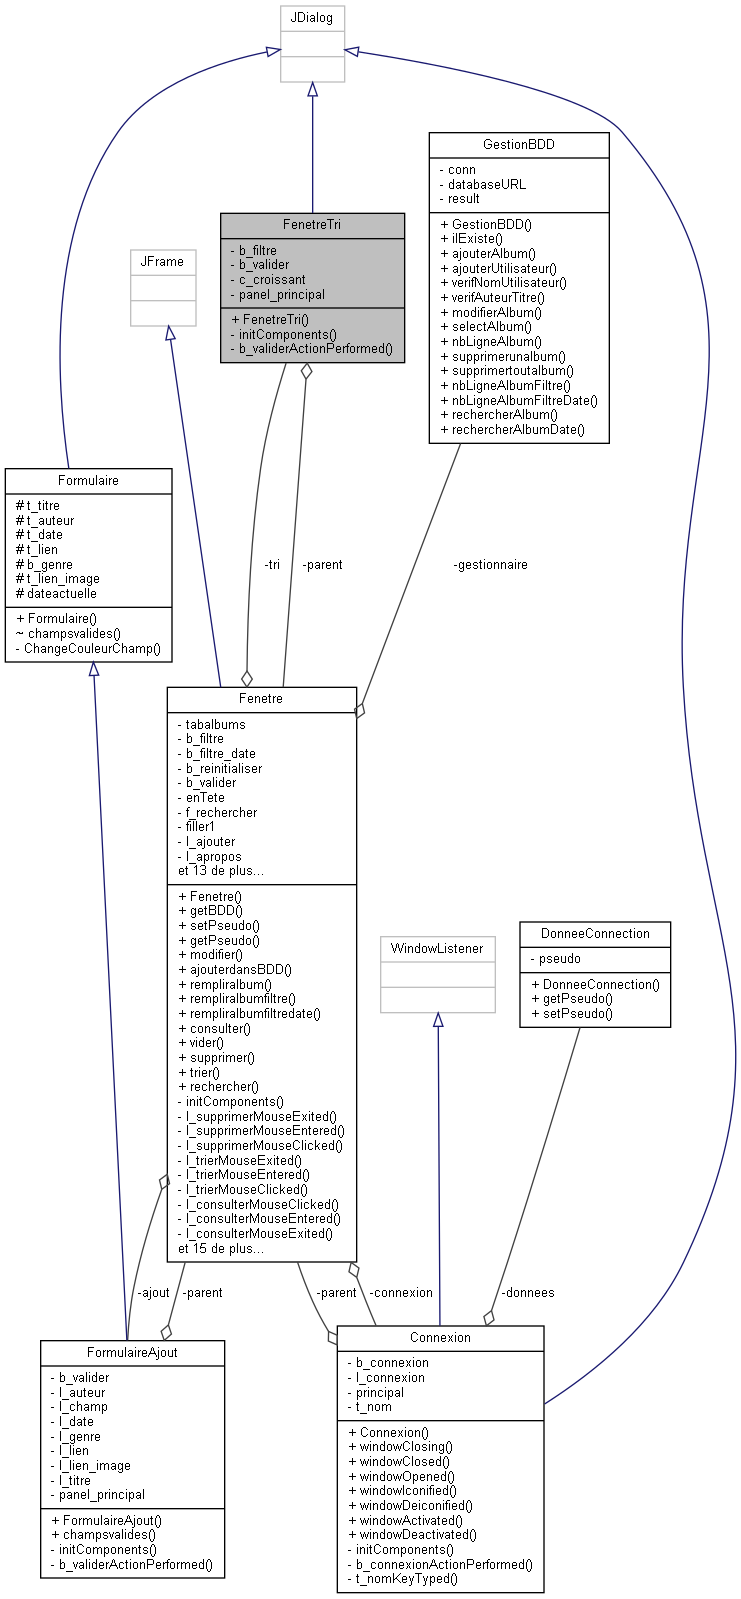 JDialog
GestionBDD
- conn
- databaseURL
- result
+ GestionBDD()
+ ilExiste()
+ ajouterAlbum()
+ ajouterUtilisateur()
+ verifNomUtilisateur()
+ verifAuteurTitre()
+ modifierAlbum()
+ selectAlbum()
+ nbLigneAlbum()
+ supprimerunalbum()
+ supprimertoutalbum()
+ nbLigneAlbumFiltre()
+ nbLigneAlbumFiltreDate()
+ rechercherAlbum()
+ rechercherAlbumDate()
FenetreTri
- b_filtre
- b_valider
- c_croissant
- panel_principal
+ FenetreTri()
- initComponents()
- b_validerActionPerformed()
JFrame
Formulaire
# t_titre
# t_auteur
# t_date
# t_lien
# b_genre
# t_lien_image
# dateactuelle
+ Formulaire()
~ champsvalides()
- ChangeCouleurChamp()
-tri
-parent
-gestionnaire
Fenetre
- tabalbums
- b_filtre
- b_filtre_date
- b_reinitialiser
- b_valider
- enTete
- f_rechercher
- filler1
- l_ajouter
- l_apropos
et 13 de plus...
+ Fenetre()
+ getBDD()
+ setPseudo()
+ getPseudo()
+ modifier()
+ ajouterdansBDD()
+ rempliralbum()
+ rempliralbumfiltre()
+ rempliralbumfiltredate()
+ consulter()
+ vider()
+ supprimer()
+ trier()
+ rechercher()
- initComponents()
- l_supprimerMouseExited()
- l_supprimerMouseEntered()
- l_supprimerMouseClicked()
- l_trierMouseExited()
- l_trierMouseEntered()
- l_trierMouseClicked()
- l_consulterMouseClicked()
- l_consulterMouseEntered()
- l_consulterMouseExited()
et 15 de plus...
WindowListener
DonneeConnection
- pseudo
+ DonneeConnection()
+ getPseudo()
+ setPseudo()
-ajout
-parent
-parent
-connexion
-donnees
FormulaireAjout
- b_valider
- l_auteur
- l_champ
- l_date
- l_genre
- l_lien
- l_lien_image
- l_titre
- panel_principal
+ FormulaireAjout()
+ champsvalides()
- initComponents()
- b_validerActionPerformed()
Connexion
- b_connexion
- l_connexion
- principal
- t_nom
+ Connexion()
+ windowClosing()
+ windowClosed()
+ windowOpened()
+ windowIconified()
+ windowDeiconified()
+ windowActivated()
+ windowDeactivated()
- initComponents()
- b_connexionActionPerformed()
- t_nomKeyTyped()